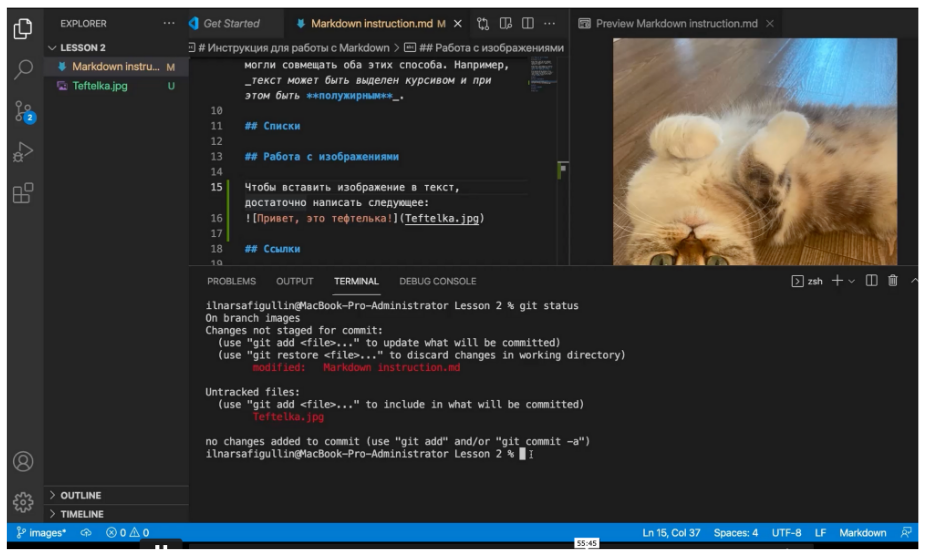 EXPLORER ···
Get Started
Markdown instruction.md M ×
···
Preview Markdown instruction.md ×
LESSON 2
# Инструкция для работы с Markdown > ## Работа с изображениями
Markdown instru... M
Teftelka.jpg U
могли совмещать оба этих способа. Например,
_текст может быть выделен курсивом и при
этом быть **полужирным**_.
10
11 ## Списки
12
13 ## Работа с изображениями
14
15 Чтобы вставить изображение в текст,
достаточно написать следующее:
16 ![Привет, это тефтелька!](Teftelka.jpg)
17
18 ## Ссылки
19
2
PROBLEMS OUTPUT TERMINAL DEBUG CONSOLE
zsh
ilnarsafigullin@MacBook-Pro-Administrator Lesson 2 % git status
On branch images
Changes not staged for commit:
(use "git add <file>..." to update what will be committed)
(use "git restore <file>..." to discard changes in working directory)
modified: Markdown instruction.md
Untracked files:
(use "git add <file>..." to include in what will be committed)
Teftelka.jpg
no changes added to commit (use "git add" and/or "git commit -a")
ilnarsafigullin@MacBook-Pro-Administrator Lesson 2 %
> OUTLINE
> TIMELINE
images* 0 0
Ln 15, Col 37 Spaces: 4 UTF-8 LF Markdown
55:45